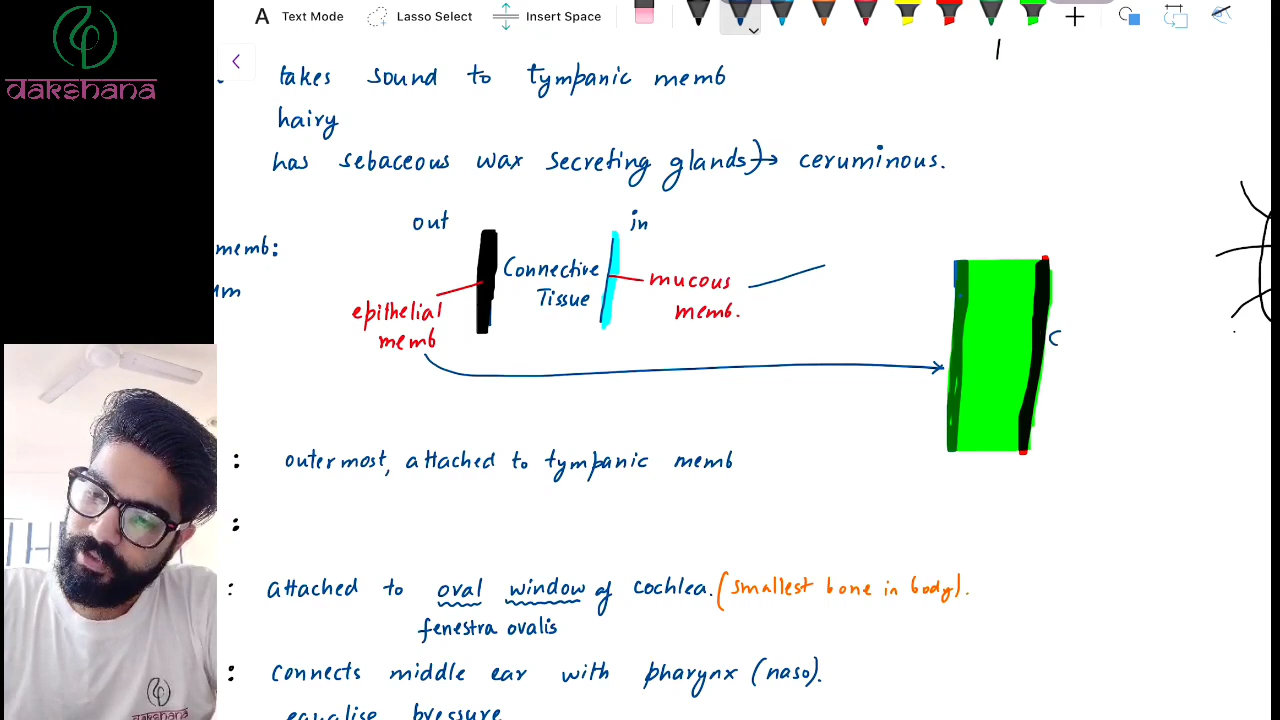 A Text Mode Lasso Select Insert Space
dakshana
: takes sound to tympanic memb
hairy
has sebaceous wax secreting glands) → ceruminous.
out in
memb:
Connective
Tissue
mucous
memb.
epithelial
memb
C
: outermost, attached to tympanic memb
:
: attached to oval window of cochlea. (smallest bone in body).
fenestra ovalis
: connects middle ear with pharynx (naso).
equalise pressure
dakshana